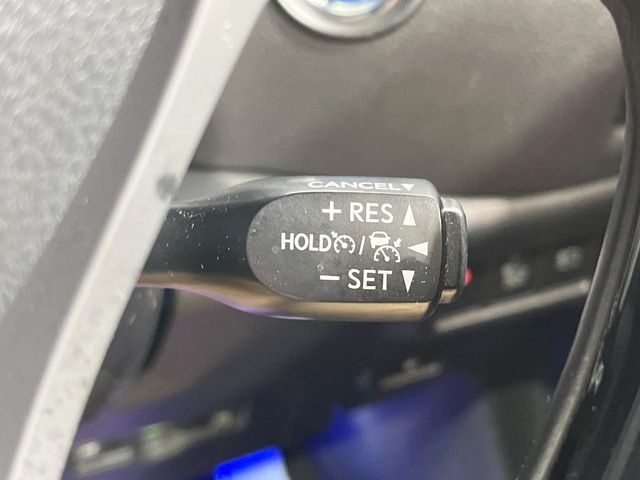 CANCEL▼
+ RES ▲
HOLD / ◄
− SET ▼